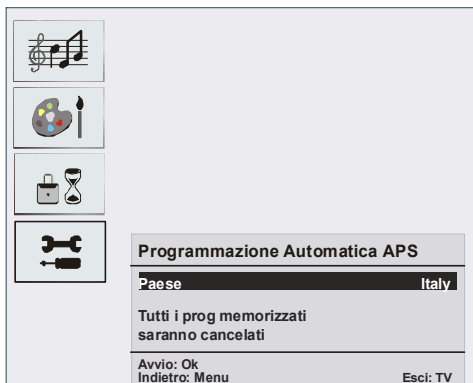 Programmazione Automatica APS
Paese Italy
Tutti i prog memorizzati
saranno cancelati
Avvio: Ok
Indietro: Menu Esci: TV